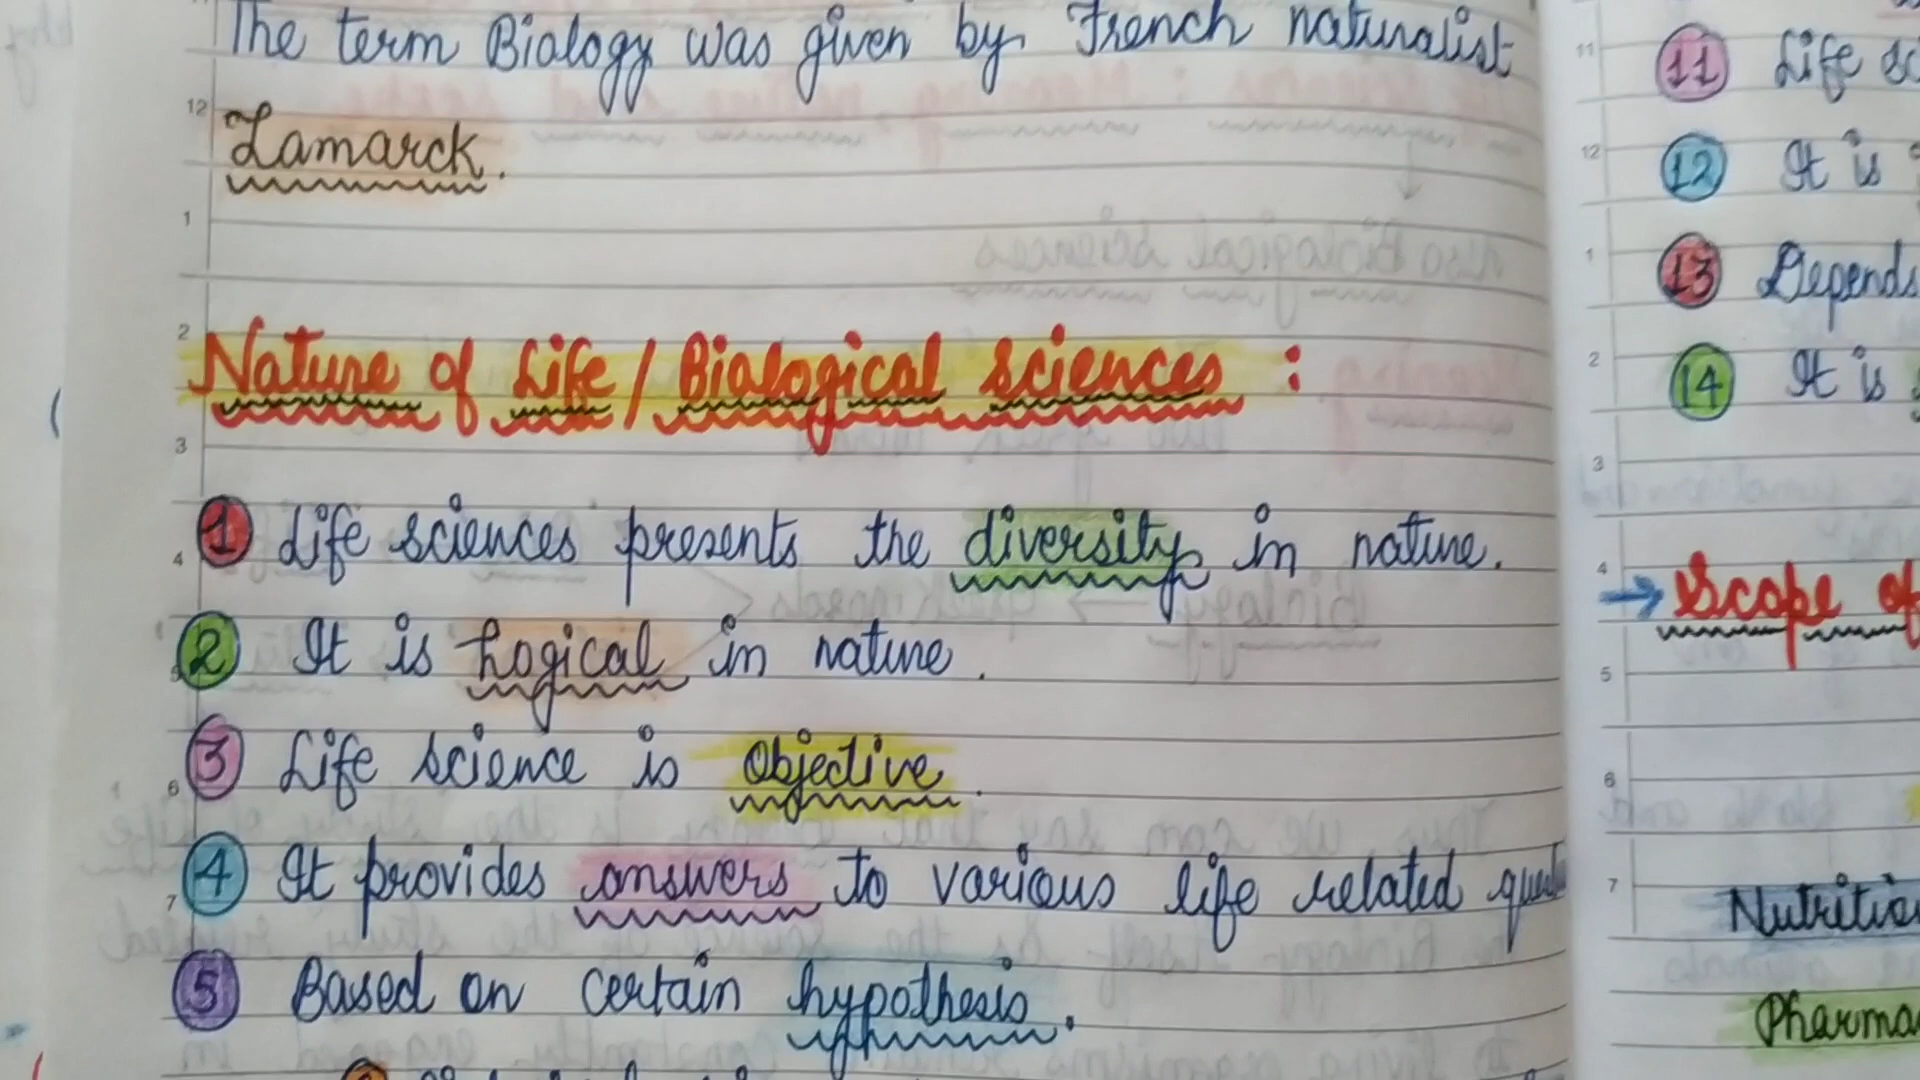 The term Biology was given by French naturalist
Lamarck.
Nature of Life / Biological sciences :
1 Life sciences presents the diversity in nature.
2 It is Logical in nature.
3 Life science is objective.
4 It provides answers to various life related
5 Based on certain hypothesis.
11 Life
12 It is
13 Depends
14 It is
→ Scope of